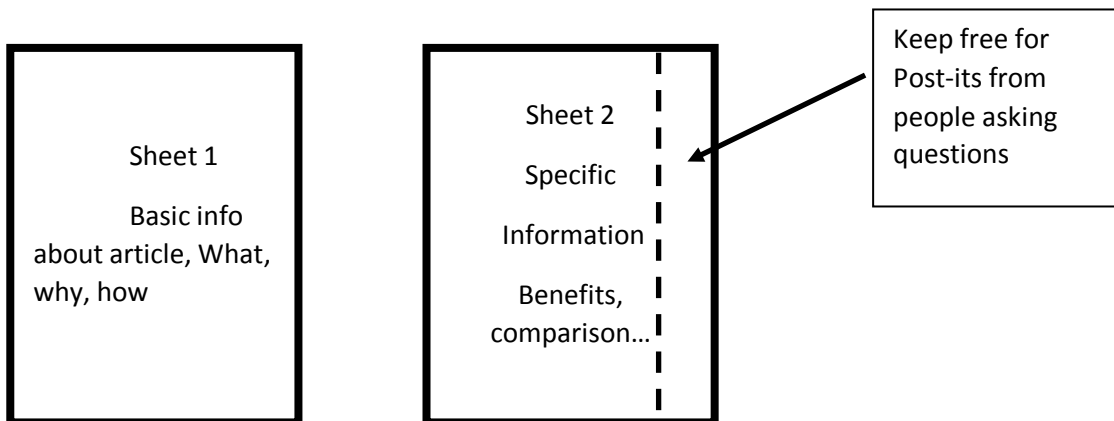 Sheet 1
Basic info
about article, What,
why, how
Sheet 2
Specific
Information
Benefits,
comparison...
Keep free for
Post-its from
people asking
questions